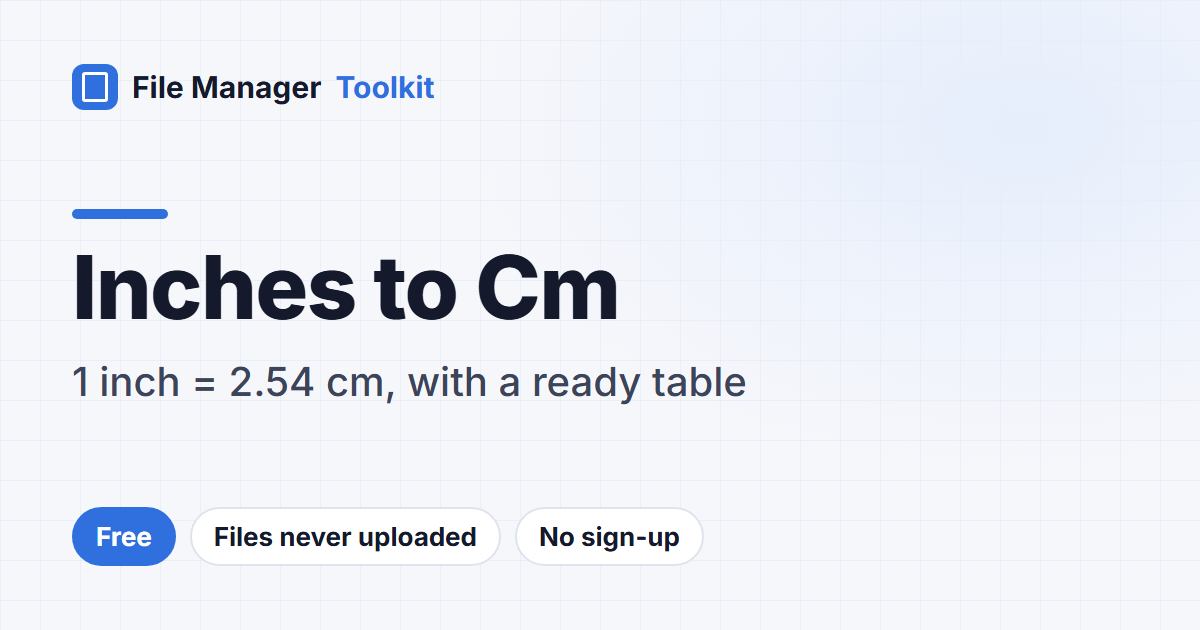 File Manager Toolkit
Inches to Cm
1 inch = 2.54 cm, with a ready table
Free
Files never uploaded
No sign-up